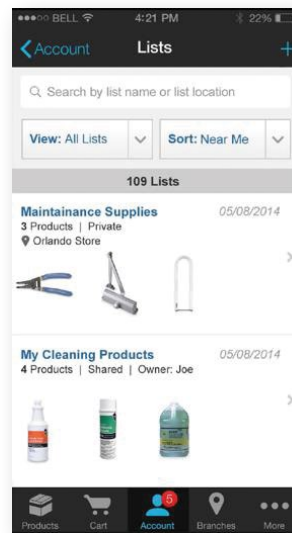 BELL 4:21 PM 22%
Account Lists +
Search by list name or list location
View: All Lists Sort: Near Me
109 Lists
Maintainance Supplies 05/08/2014
3 Products | Private
Orlando Store
My Cleaning Products 05/08/2014
4 Products | Shared | Owner: Joe
5
Products Cart Account Branches More